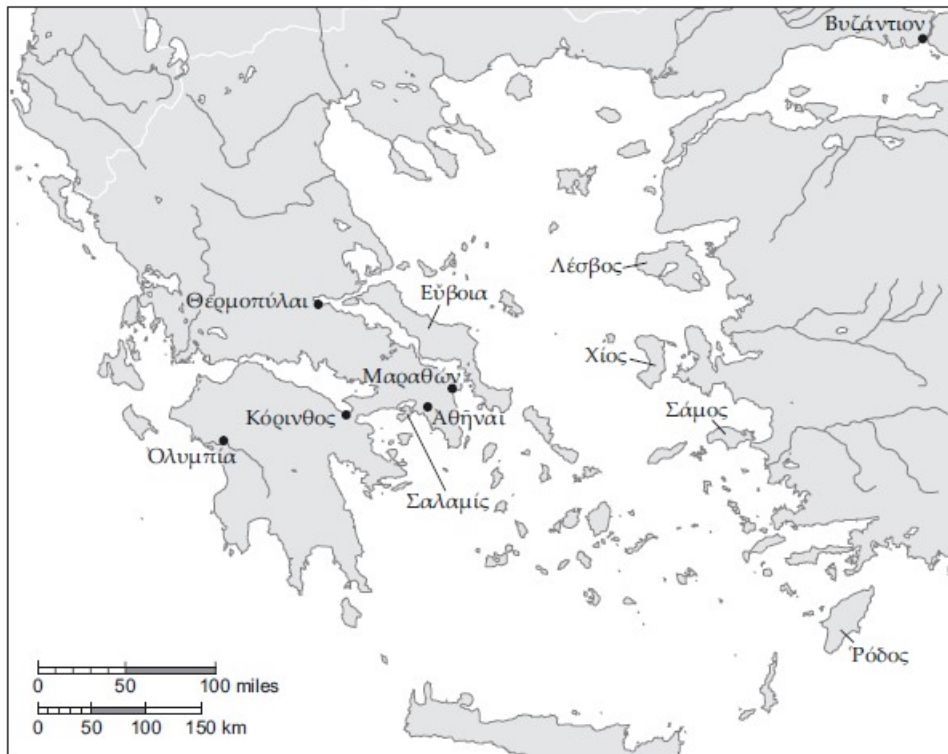 Βυζάντιον
Λέσβος
Θερμοπύλαι
Εὔβοια
Χίος
Μαραθών
Σάμος
Κόρινθος
Ἀθῆναι
Ὀλυμπία
Σαλαμίς
Ῥόδος
0 50 100 miles
0 50 100 150 km